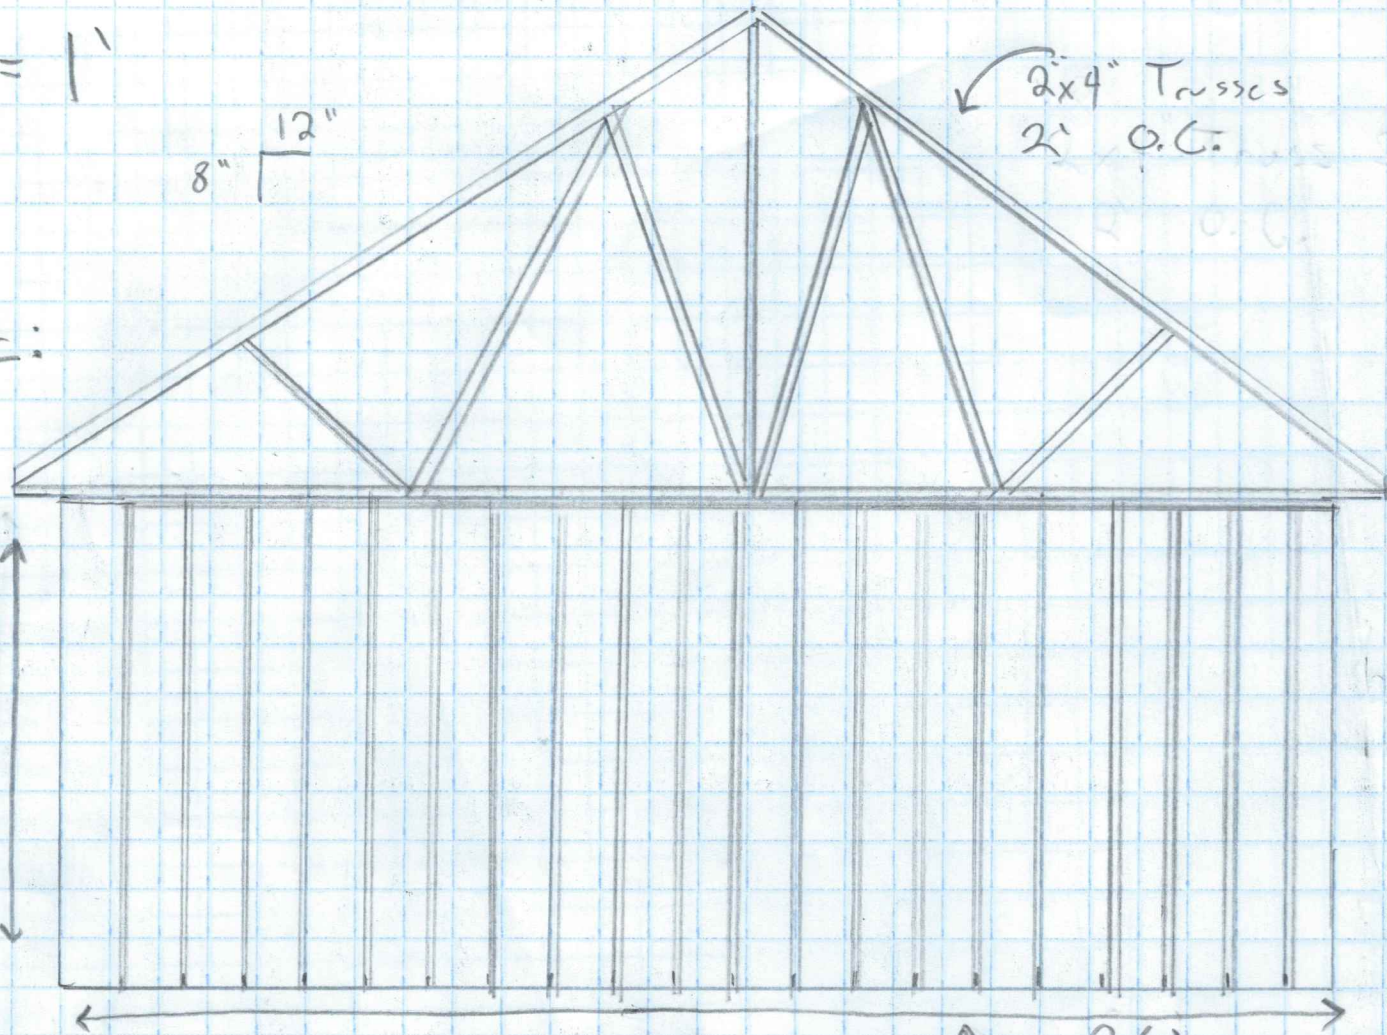 = 1'
12"
8"
2"x4" Trusses
2' O.C.